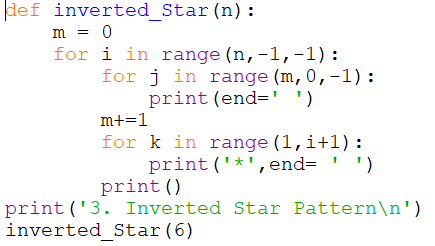 def inverted_Star(n):
    m = 0
    for i in range(n,-1,-1):
        for j in range(m,0,-1):
            print(end=' ')
        m+=1
        for k in range(1,i+1):
            print('*',end= ' ')
        print()
print('3. Inverted Star Pattern\n')
inverted_Star(6)